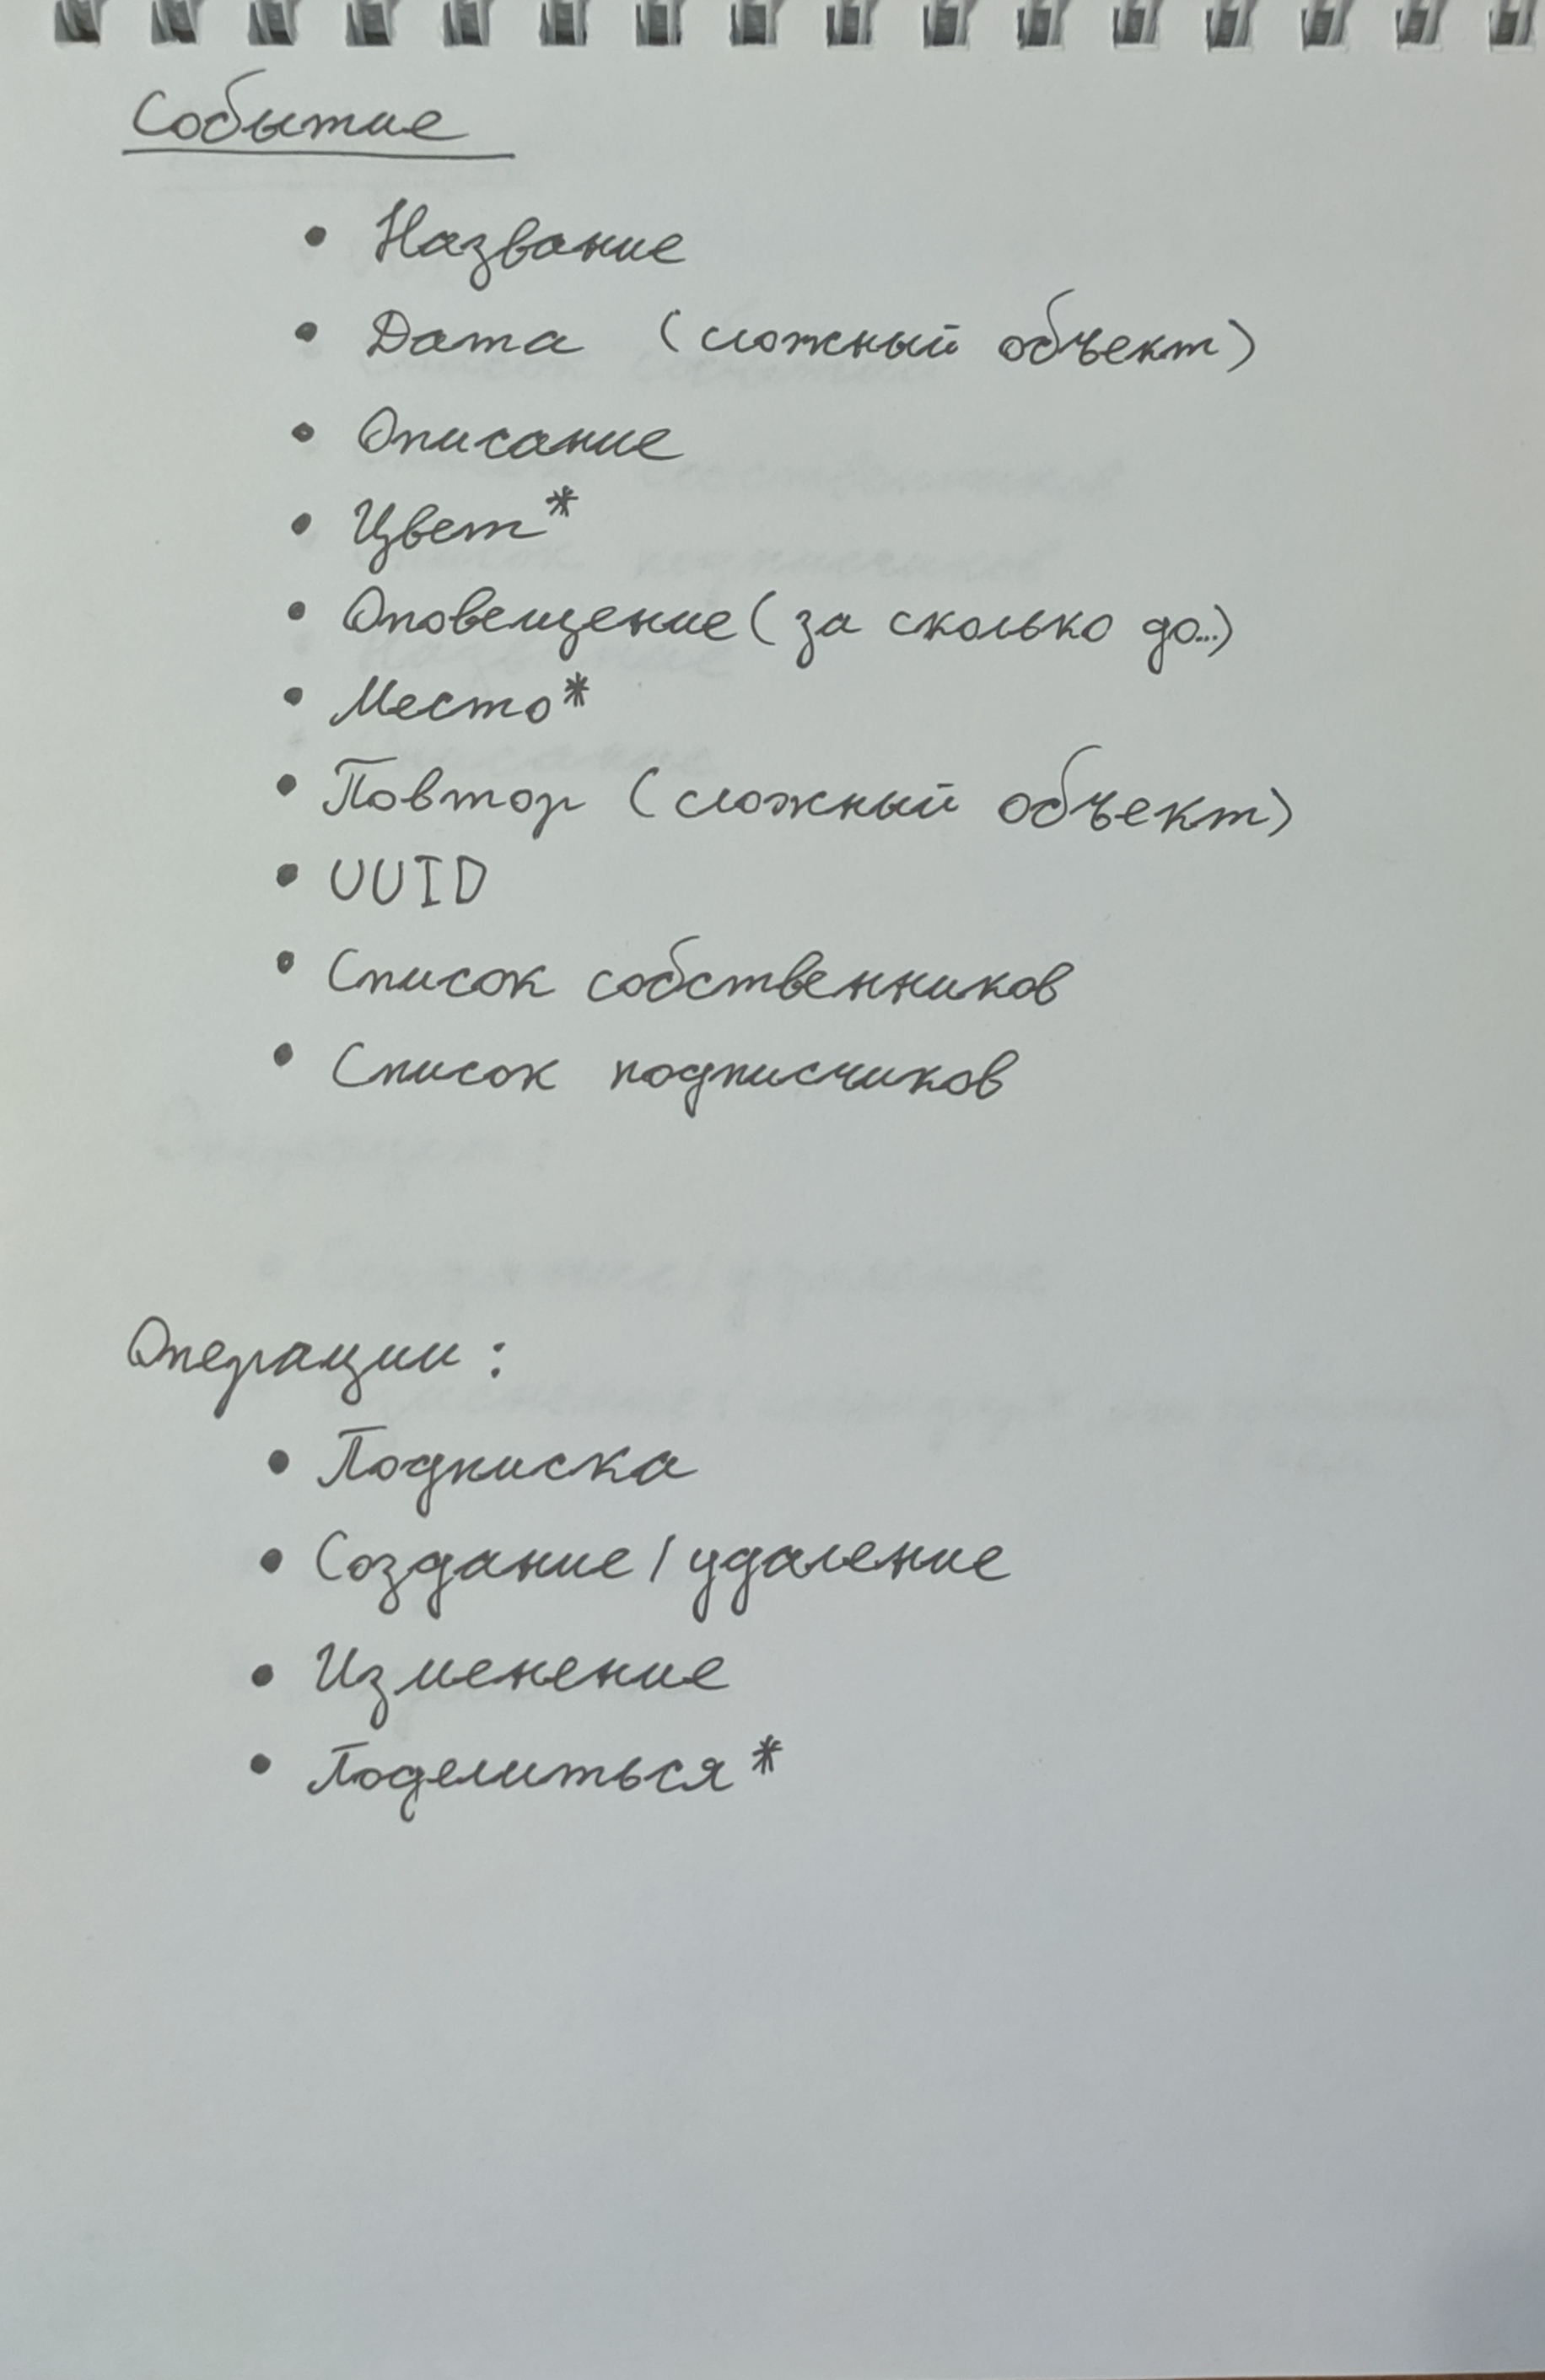 Событие
• Название
• Дата (сложный объект)
• Описание
• Цвет*
• Оповещение (за сколько до...)
• Место*
• Повтор (сложный объект)
• UUID
• Список собственников
• Список подписчиков
Операции:
• Подписка
• Создание/удаление
• Изменение
• Поделиться*